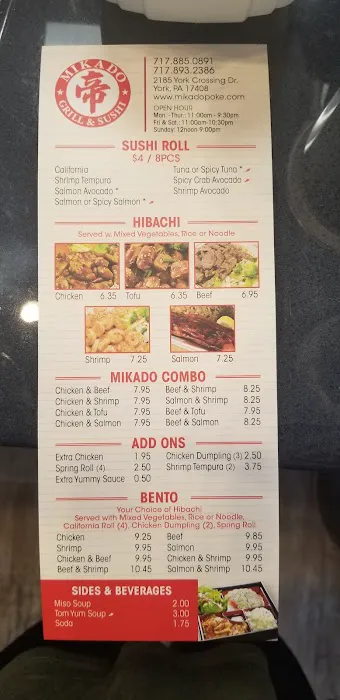 MIKADO
帝
GRILL & SUSHI
717.885.0891
717.893.2386
2185 York Crossing Dr.
York, PA 17408
www.mikadopoke.com
OPEN HOUR
Mon - Thur.: 11:00am - 9:30pm
Fri & Sat.: 11:00am-10:30pm
Sunday: 12noon-9:00pm
SUSHI ROLL
$4 / 8PCS
California Tuna or Spicy Tuna *
Shrimp Tempura Spicy Crab Avocado
Salmon Avocado * Shrimp Avocado
Salmon or Spicy Salmon *
HIBACHI
Served w. Mixed Vegetables, Rice or Noodle
Chicken 6.35 Tofu 6.35 Beef 6.95
Shrimp 7.25 Salmon 7.25
MIKADO COMBO
Chicken & Beef 7.95 Beef & Shrimp 8.25
Chicken & Shrimp 7.95 Salmon & Shrimp 8.25
Chicken & Tofu 7.95 Beef & Tofu 7.95
Chicken & Salmon 7.95 Beef & Salmon 8.25
ADD ONS
Extra Chicken 1.95 Chicken Dumpling (3) 2.50
Spring Roll (4) 2.50 Shrimp Tempura (2) 3.75
Extra Yummy Sauce 0.50
BENTO
Your Choice of Hibachi
Served with Mixed Vegetables, Rice or Noodle,
California Roll (4), Chicken Dumpling (2), Spring Roll
Chicken 9.25 Beef 9.85
Shrimp 9.95 Salmon 9.95
Chicken & Beef 9.95 Chicken & Shrimp 9.95
Beef & Shrimp 10.45 Salmon & Shrimp 10.45
SIDES & BEVERAGES
Miso Soup 2.00
Tom Yum Soup 3.00
Soda 1.75